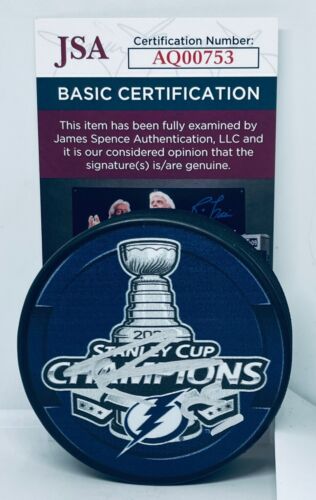 JSA
Certification Number:
AQ00753
BASIC CERTIFICATION
This item has been fully examined by
James Spence Authentication, LLC and
it is our considered opinion that the
signature(s) is/are genuine.
STANLEY CUP
CHAMPIONS